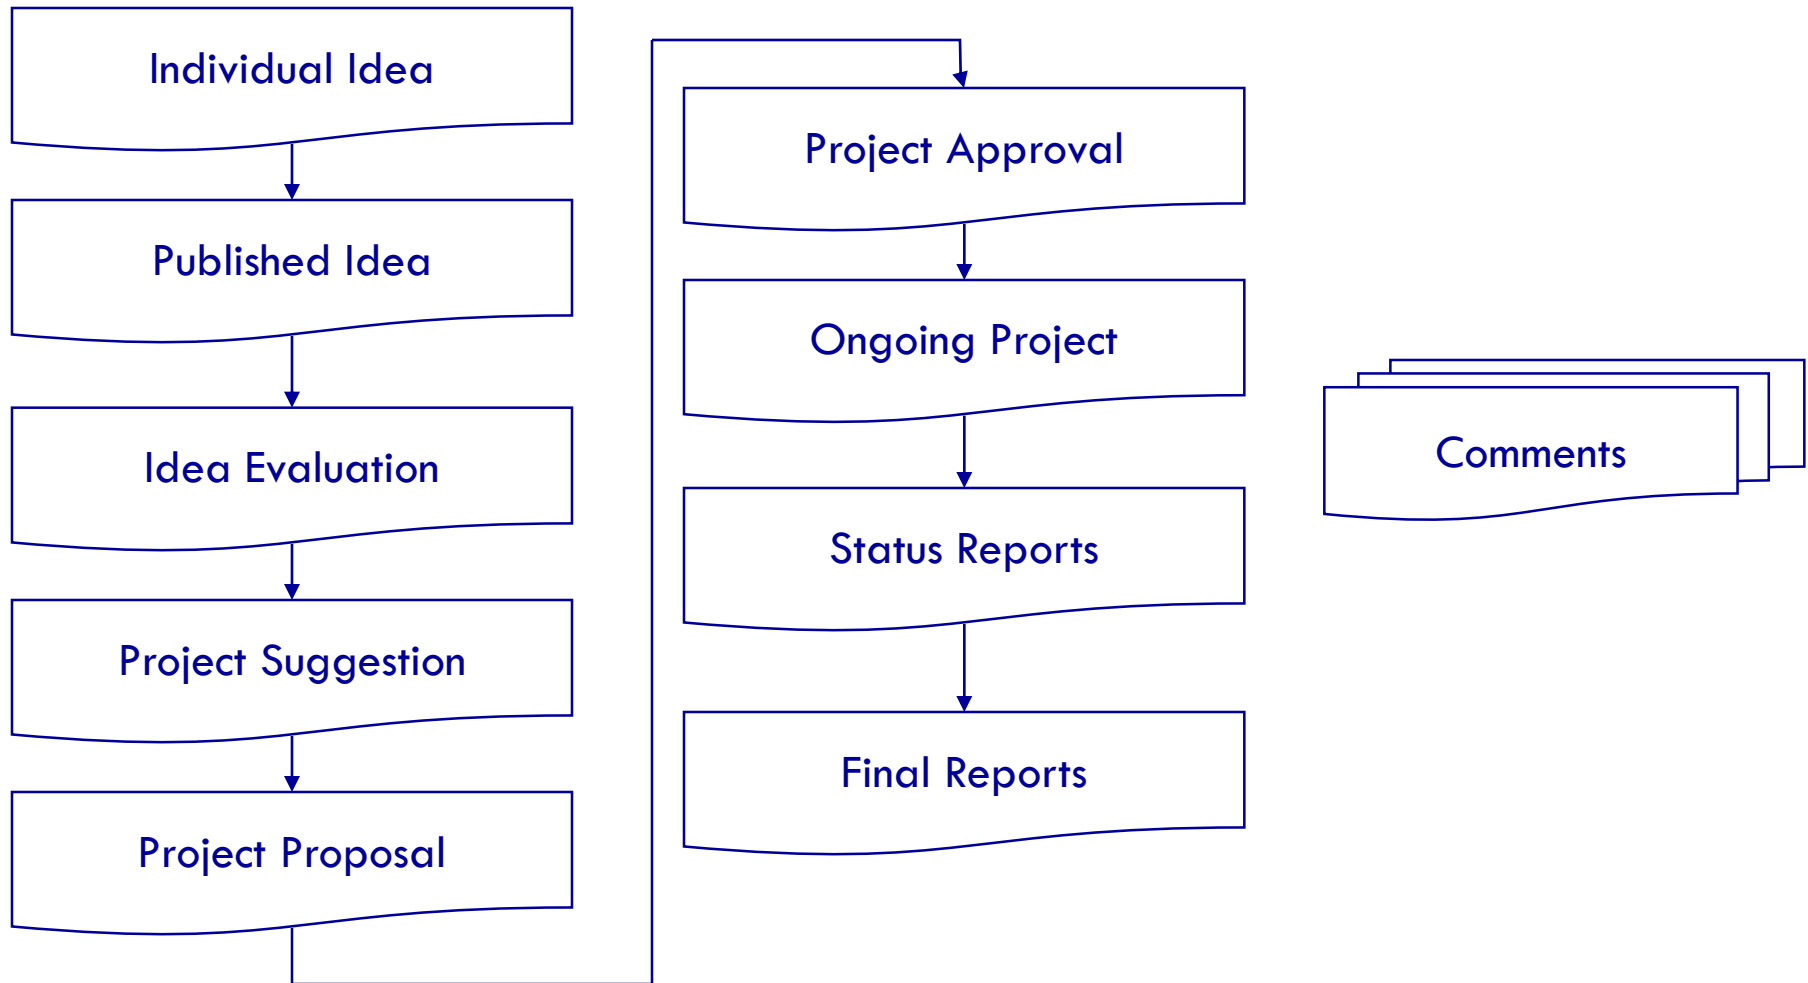 Individual Idea
Published Idea
Idea Evaluation
Project Suggestion
Project Proposal
Project Approval
Ongoing Project
Status Reports
Final Reports
Comments